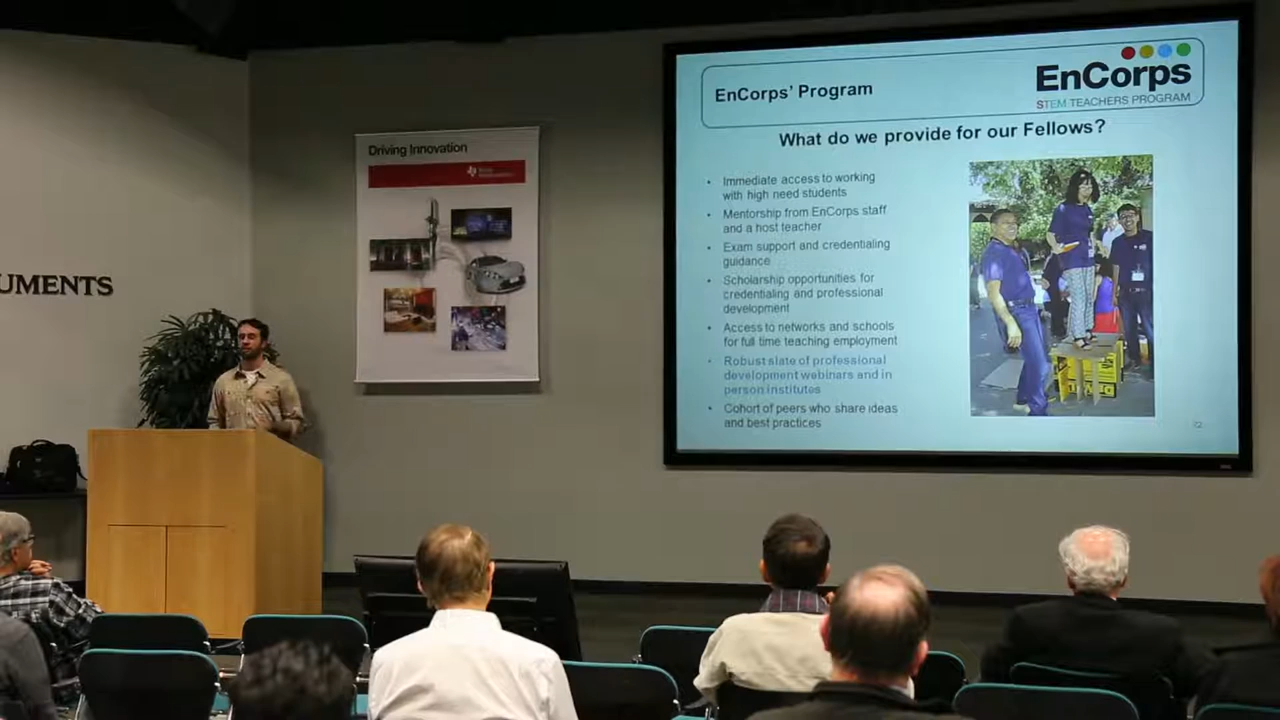 UMENTS
Driving Innovation
EnCorps' Program
EnCorps
STEM TEACHERS PROGRAM
What do we provide for our Fellows?
• Immediate access to working
with high need students
• Mentorship from EnCorps staff
and a host teacher
• Exam support and credentialing
guidance
• Scholarship opportunities for
credentialing and professional
development
• Access to networks and schools
for full time teaching employment
• Robust slate of professional
development webinars and in
person institutes
• Cohort of peers who share ideas
and best practices